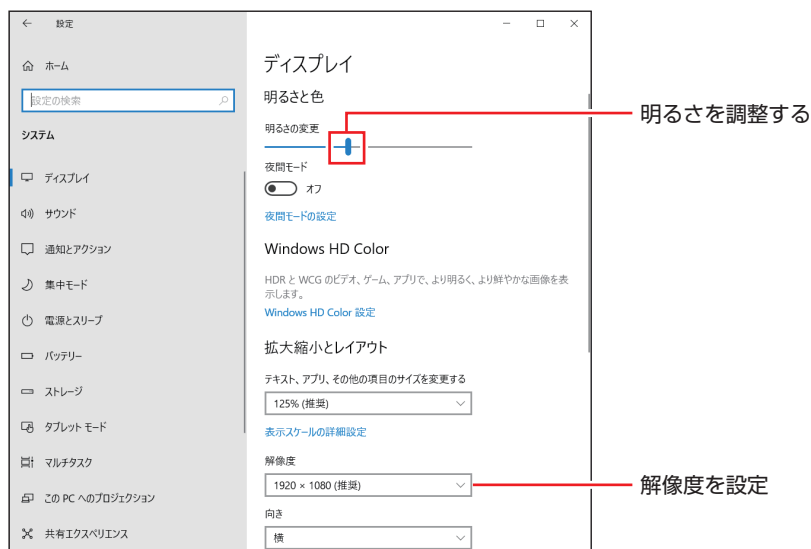 設定
ホーム
設定の検索
システム
ディスプレイ
サウンド
通知とアクション
集中モード
電源とスリープ
バッテリー
ストレージ
タブレット モード
マルチタスク
この PC へのプロジェクション
共有エクスペリエンス
ディスプレイ
明るさと色
明るさの変更
夜間モード
オフ
夜間モードの設定
Windows HD Color
HDR と WCG のビデオ、ゲーム、アプリで、より明るく、より鮮やかな画像を表
示します。
Windows HD Color 設定
拡大縮小とレイアウト
テキスト、アプリ、その他の項目のサイズを変更する
125% (推奨)
表示スケールの詳細設定
解像度
1920 × 1080 (推奨)
向き
横
明るさを調整する
解像度を設定